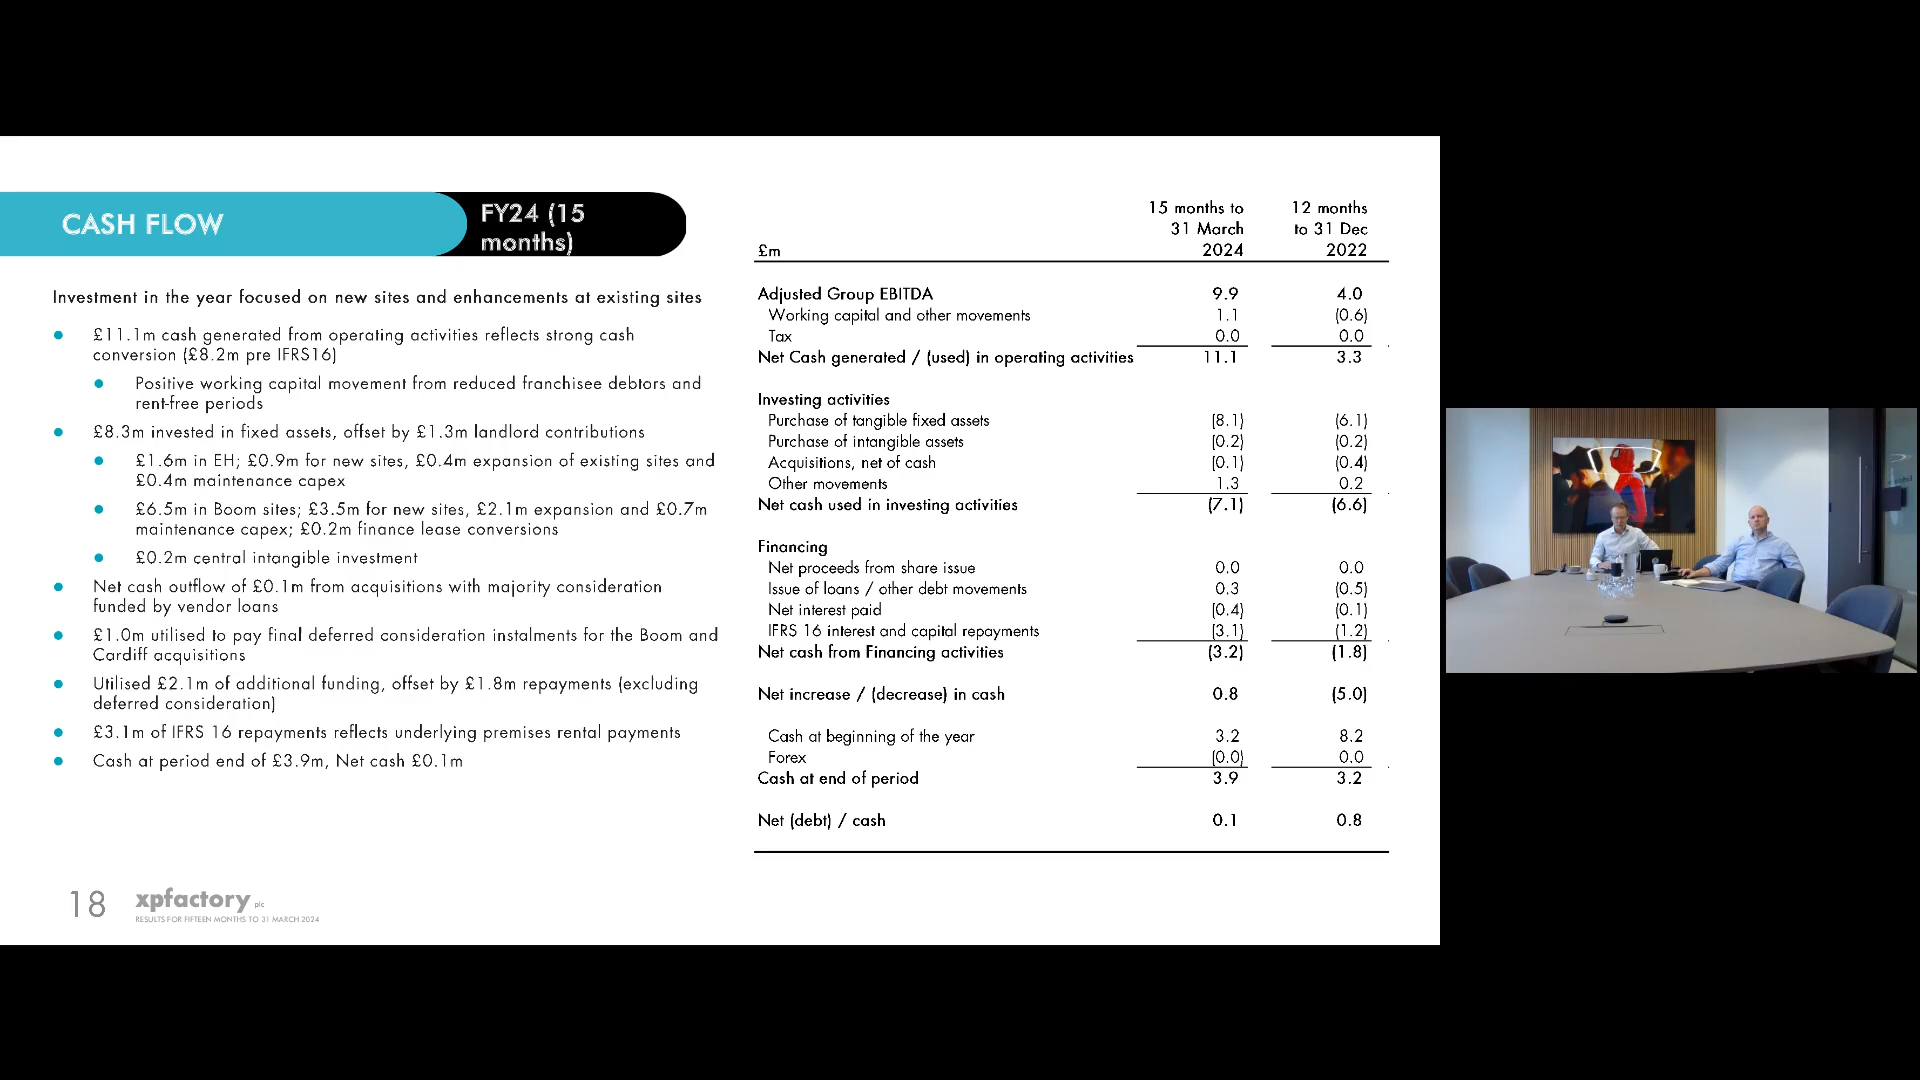 CASH FLOW
FY24 (15
months)
Investment in the year focused on new sites and enhancements at existing sites
£11.1m cash generated from operating activities reflects strong cash
conversion (£8.2m pre IFRS16)
Positive working capital movement from reduced franchisee debtors and
rent-free periods
£8.3m invested in fixed assets, offset by £1.3m landlord contributions
£1.6m in EH; £0.9m for new sites, £0.4m expansion of existing sites and
£0.4m maintenance capex
£6.5m in Boom sites; £3.5m for new sites, £2.1m expansion and £0.7m
maintenance capex; £0.2m finance lease conversions
£0.2m central intangible investment
Net cash outflow of £0.1m from acquisitions with majority consideration
funded by vendor loans
£1.0m utilised to pay final deferred consideration instalments for the Boom and
Cardiff acquisitions
Utilised £2.1m of additional funding, offset by £1.8m repayments (excluding
deferred consideration)
£3.1m of IFRS 16 repayments reflects underlying premises rental payments
Cash at period end of £3.9m, Net cash £0.1m
15 months to 12 months
31 March to 31 Dec
£m 2024 2022
Adjusted Group EBITDA 9.9 4.0
Working capital and other movements 1.1 (0.6)
Tax 0.0 0.0
Net Cash generated / (used) in operating activities 11.1 3.3
Investing activities
Purchase of tangible fixed assets (8.1) (6.1)
Purchase of intangible assets (0.2) (0.2)
Acquisitions, net of cash (0.1) (0.4)
Other movements 1.3 0.2
Net cash used in investing activities (7.1) (6.6)
Financing
Net proceeds from share issue 0.0 0.0
Issue of loans / other debt movements 0.3 (0.5)
Net interest paid (0.4) (0.1)
IFRS 16 interest and capital repayments (3.1) (1.2)
Net cash from Financing activities (3.2) (1.8)
Net increase / (decrease) in cash 0.8 (5.0)
Cash at beginning of the year 3.2 8.2
Forex (0.0) 0.0
Cash at end of period 3.9 3.2
Net (debt) / cash 0.1 0.8
18
xpfactory plc
RESULTS FOR FIFTEEN MONTHS TO 31 MARCH 2024